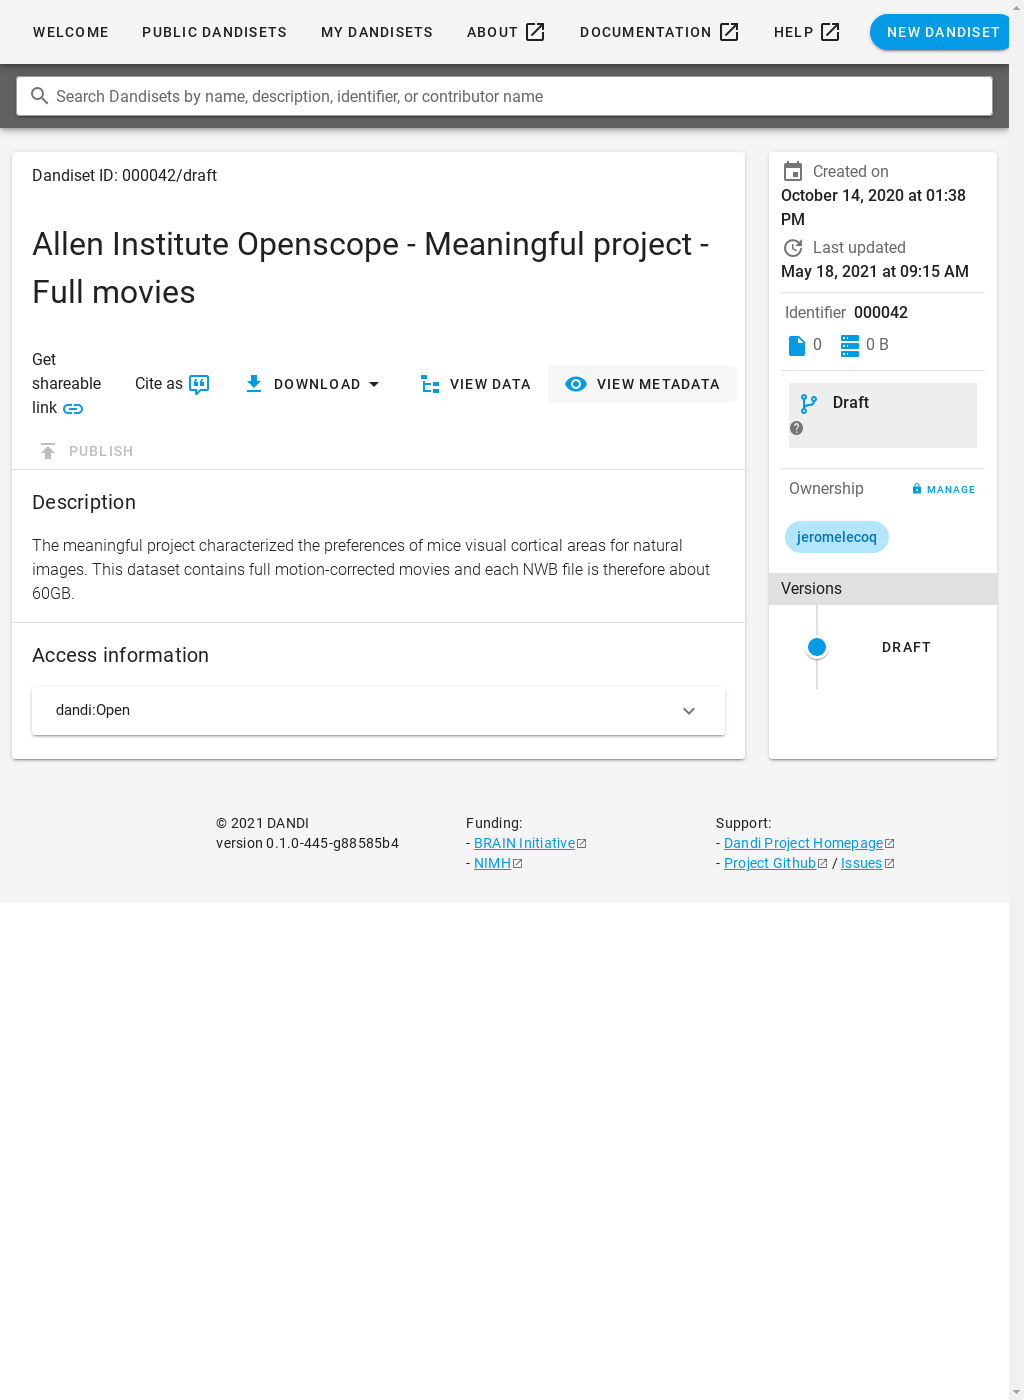 WELCOME PUBLIC DANDISETS MY DANDISETS ABOUT DOCUMENTATION HELP NEW DANDISET
Search Dandisets by name, description, identifier, or contributor name
Dandiset ID: 000042/draft
Allen Institute Openscope - Meaningful project -
Full movies
Get
shareable
link
Cite as
DOWNLOAD
VIEW DATA
VIEW METADATA
PUBLISH
Description
The meaningful project characterized the preferences of mice visual cortical areas for natural
images. This dataset contains full motion-corrected movies and each NWB file is therefore about
60GB.
Access information
dandi:Open
Created on
October 14, 2020 at 01:38
PM
Last updated
May 18, 2021 at 09:15 AM
Identifier 000042
0 0 B
Draft
Ownership MANAGE
jeromelecoq
Versions
DRAFT
© 2021 DANDI
version 0.1.0-445-g88585b4
Funding:
- BRAIN Initiative
- NIMH
Support:
- Dandi Project Homepage
- Project Github / Issues